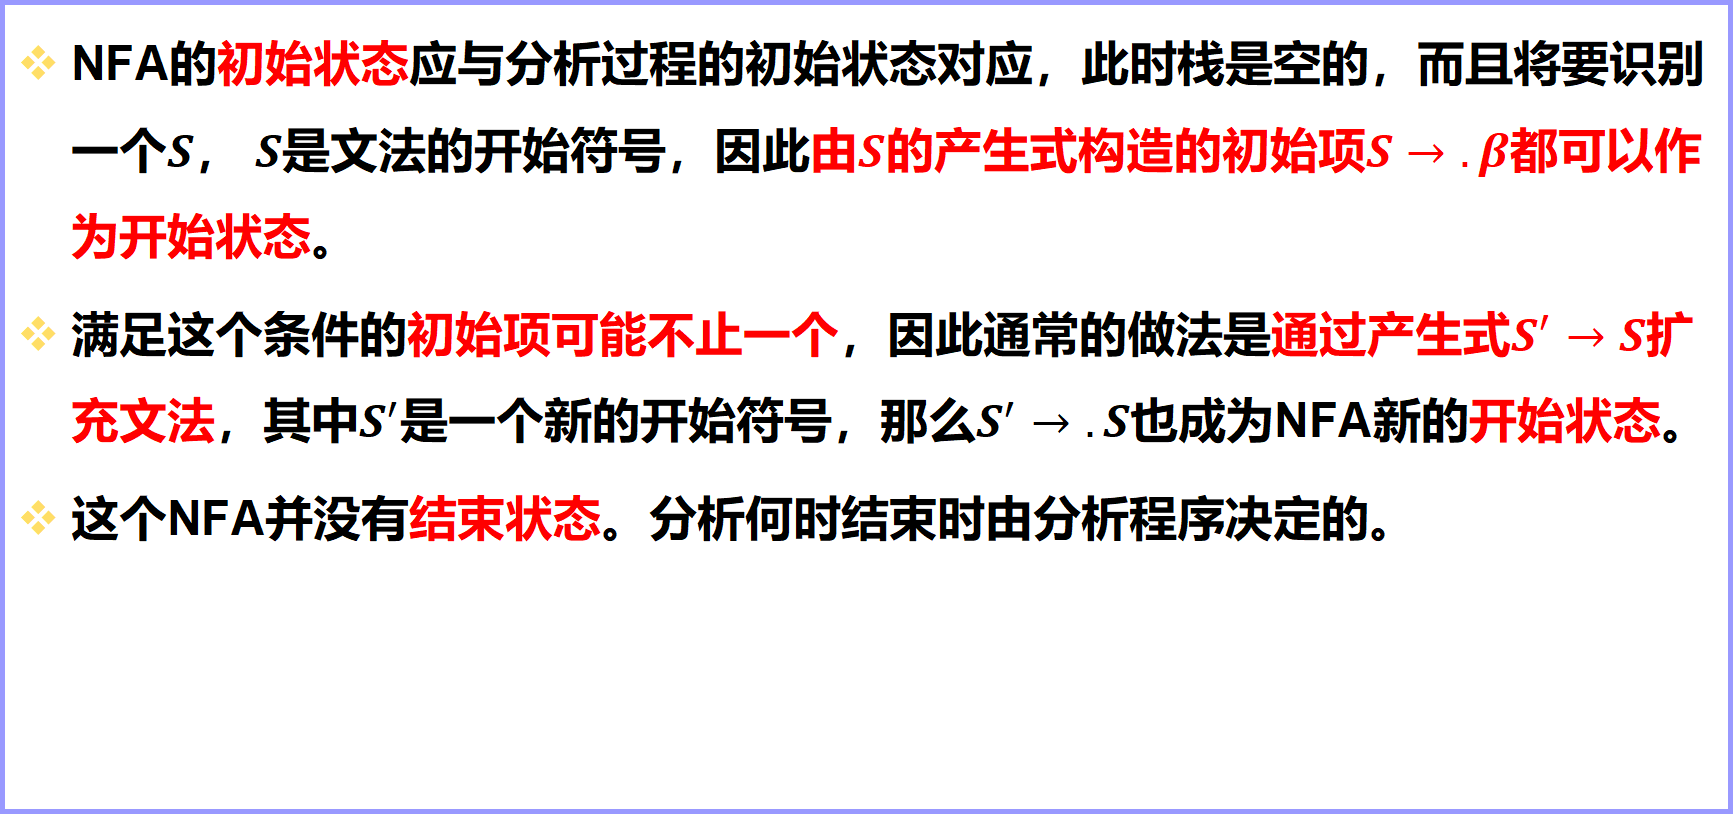 NFA的初始状态应与分析过程的初始状态对应，此时栈是空的，而且将要识别
一个S， S是文法的开始符号，因此由S的产生式构造的初始项S → .β都可以作
为开始状态。
满足这个条件的初始项可能不止一个，因此通常的做法是通过产生式S′ → S扩
充文法，其中S′是一个新的开始符号，那么S′ → .S也成为NFA新的开始状态。
这个NFA并没有结束状态。分析何时结束时由分析程序决定的。